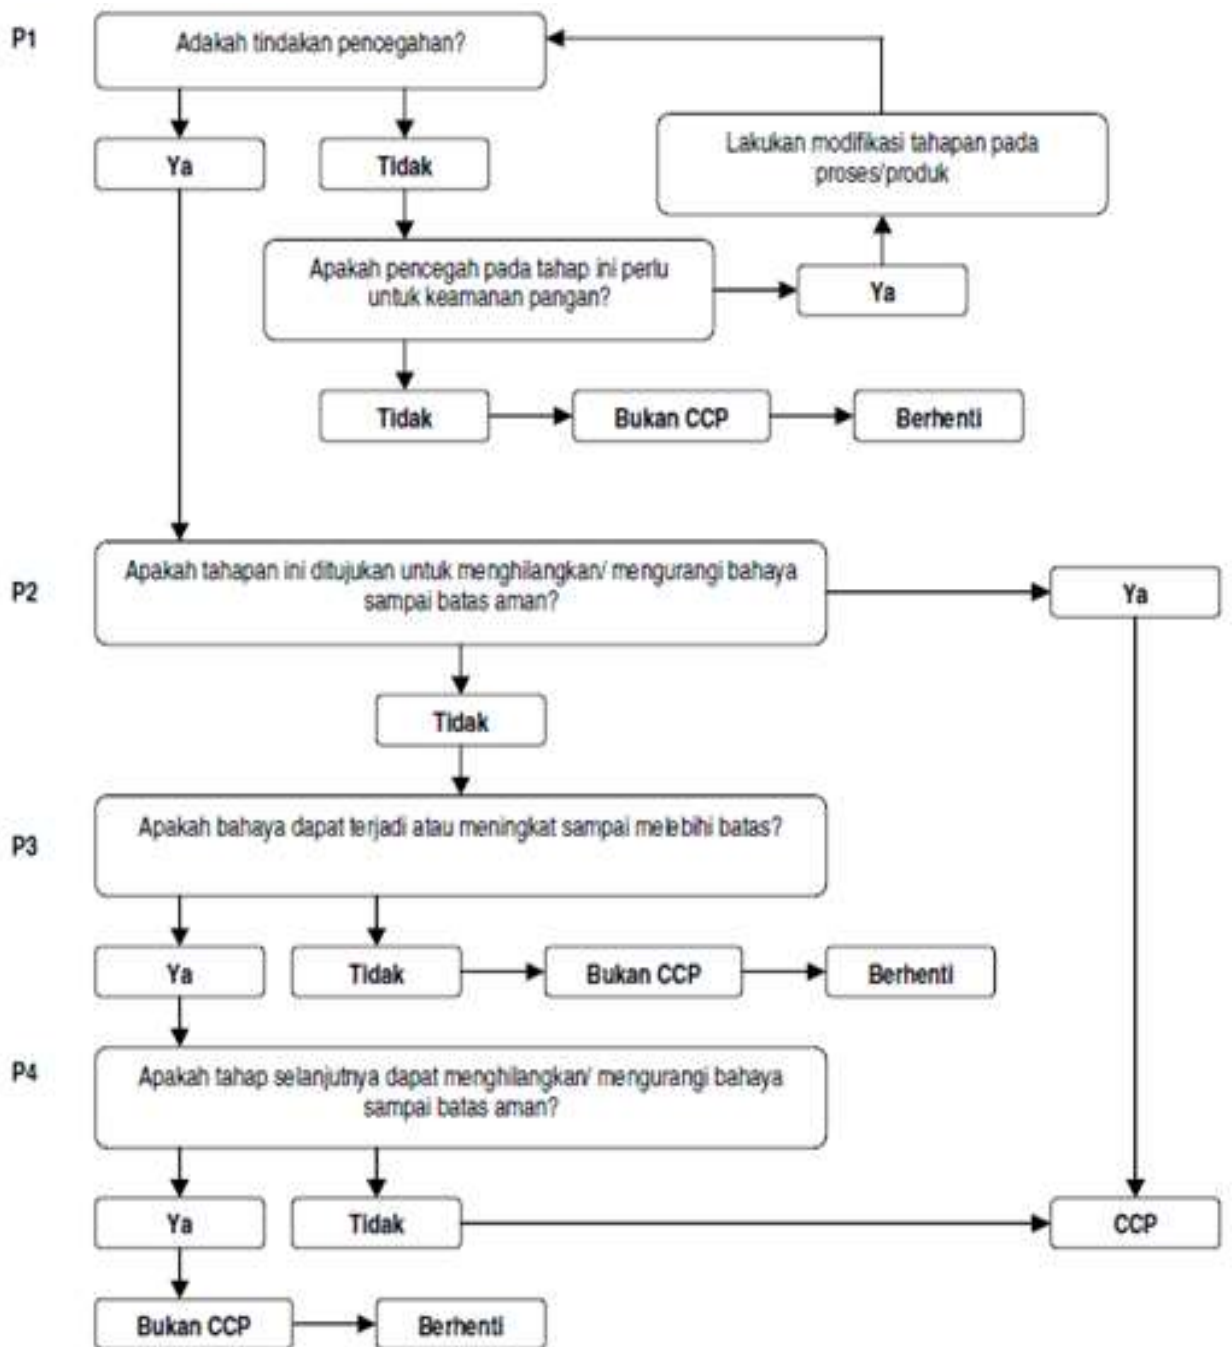 P1
Adakah tindakan pencegahan?
Ya
Tidak
Lakukan modifikasi tahapan pada
proses/produk
Apakah pencegah pada tahap ini perlu
untuk keamanan pangan?
Ya
Tidak
Bukan CCP
Berhenti
P2
Apakah tahapan ini ditujukan untuk menghilangkan/ mengurangi bahaya
sampai batas aman?
Ya
Tidak
P3
Apakah bahaya dapat terjadi atau meningkat sampai melebihi batas?
Ya
Tidak
Bukan CCP
Berhenti
P4
Apakah tahap selanjutnya dapat menghilangkan/ mengurangi bahaya
sampai batas aman?
Ya
Tidak
CCP
Bukan CCP
Berhenti